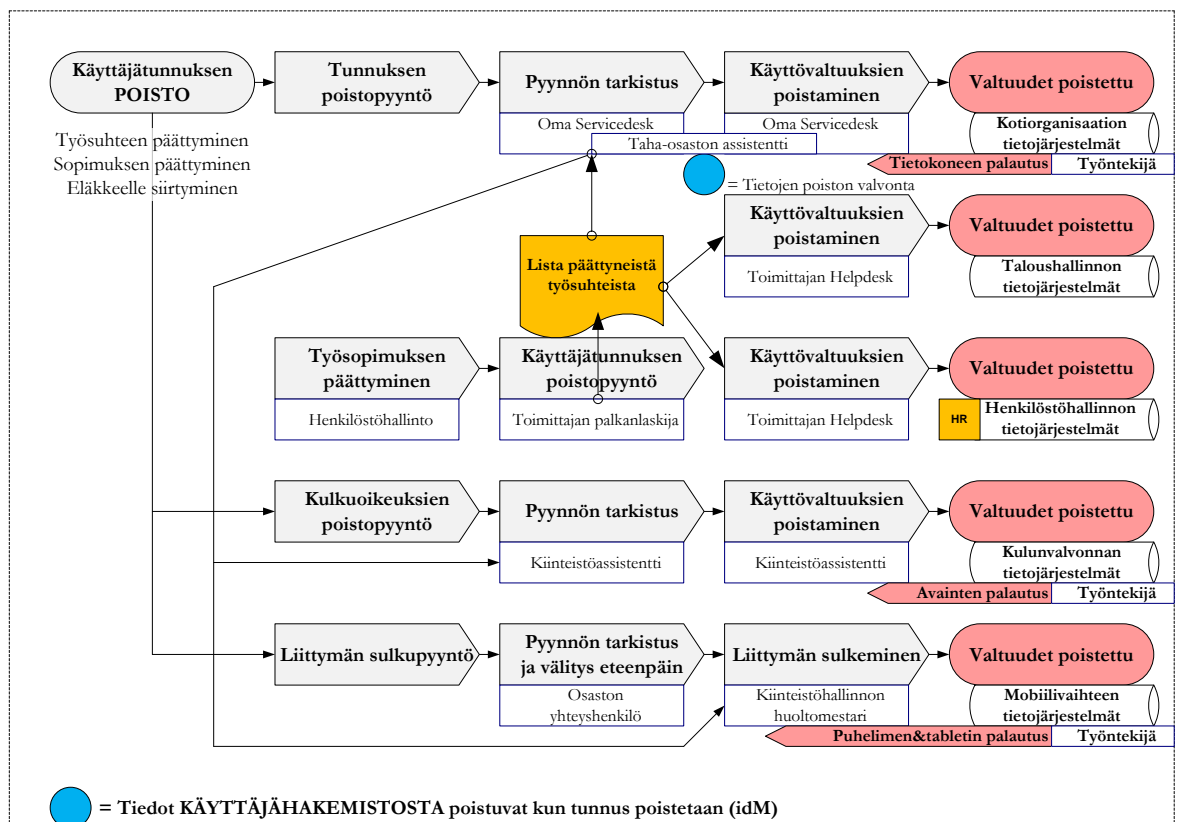 Käyttäjätunnuksen
POISTO
Tunnuksen
poistopyyntö
Pyynnön tarkistus
Käyttövaltuuksien
poistaminen
Valtuudet poistettu
Työsuhteen päättyminen
Sopimuksen päättyminen
Eläkkeelle siirtyminen
Oma Servicedesk
Oma Servicedesk
Taha-osaston assistentti
Kotiorganisaation
tietojärjestelmät
Tietokoneen palautus
Työntekijä
= Tietojen poiston valvonta
Lista päättyneistä
työsuhteista
Käyttövaltuuksien
poistaminen
Toimittajan Helpdesk
Valtuudet poistettu
Taloushallinnon
tietojärjestelmät
Työsopimuksen
päättyminen
Henkilöstöhallinto
Käyttäjätunnuksen
poistopyyntö
Toimittajan palkanlaskija
Käyttövaltuuksien
poistaminen
Toimittajan Helpdesk
Valtuudet poistettu
HR
Henkilöstöhallinnon
tietojärjestelmät
Kulkuoikeuksien
poistopyyntö
Pyynnön tarkistus
Kiinteistöassistentti
Käyttövaltuuksien
poistaminen
Kiinteistöassistentti
Valtuudet poistettu
Kulunvalvonnan
tietojärjestelmät
Avainten palautus
Työntekijä
Liittymän sulkupyyntö
Pyynnön tarkistus
ja välitys eteenpäin
Osaston
yhteyshenkilö
Liittymän sulkeminen
Kiinteistöhallinnon
huoltomestari
Valtuudet poistettu
Mobiilivaihteen
tietojärjestelmät
Puhelimen&tabletin palautus
Työntekijä
= Tiedot KÄYTTÄJÄHAKEMISTOSTA poistuvat kun tunnus poistetaan (idM)